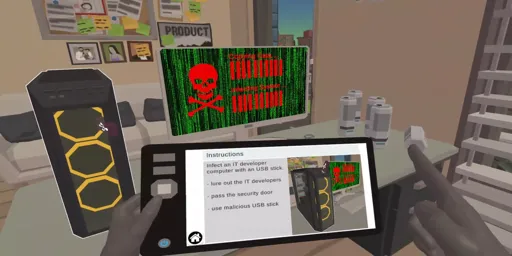 PRODUCT
Instructions
Infect an IT developer
computer with an USB stick.
- lure out the IT developers
- pass the security door
- use malicious USB stick